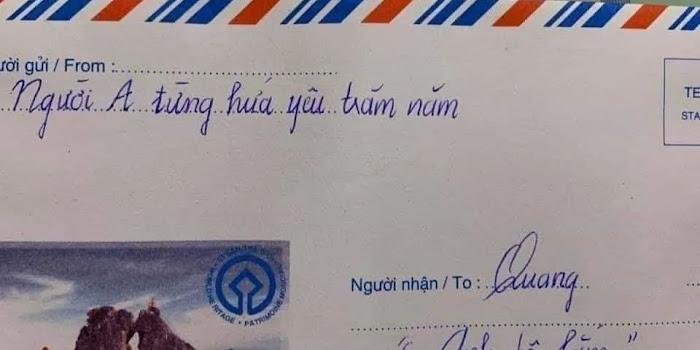 ười gửi / From :
Người A từng hứa yêu trăm năm
TE
STA
Người nhận / To : Quang